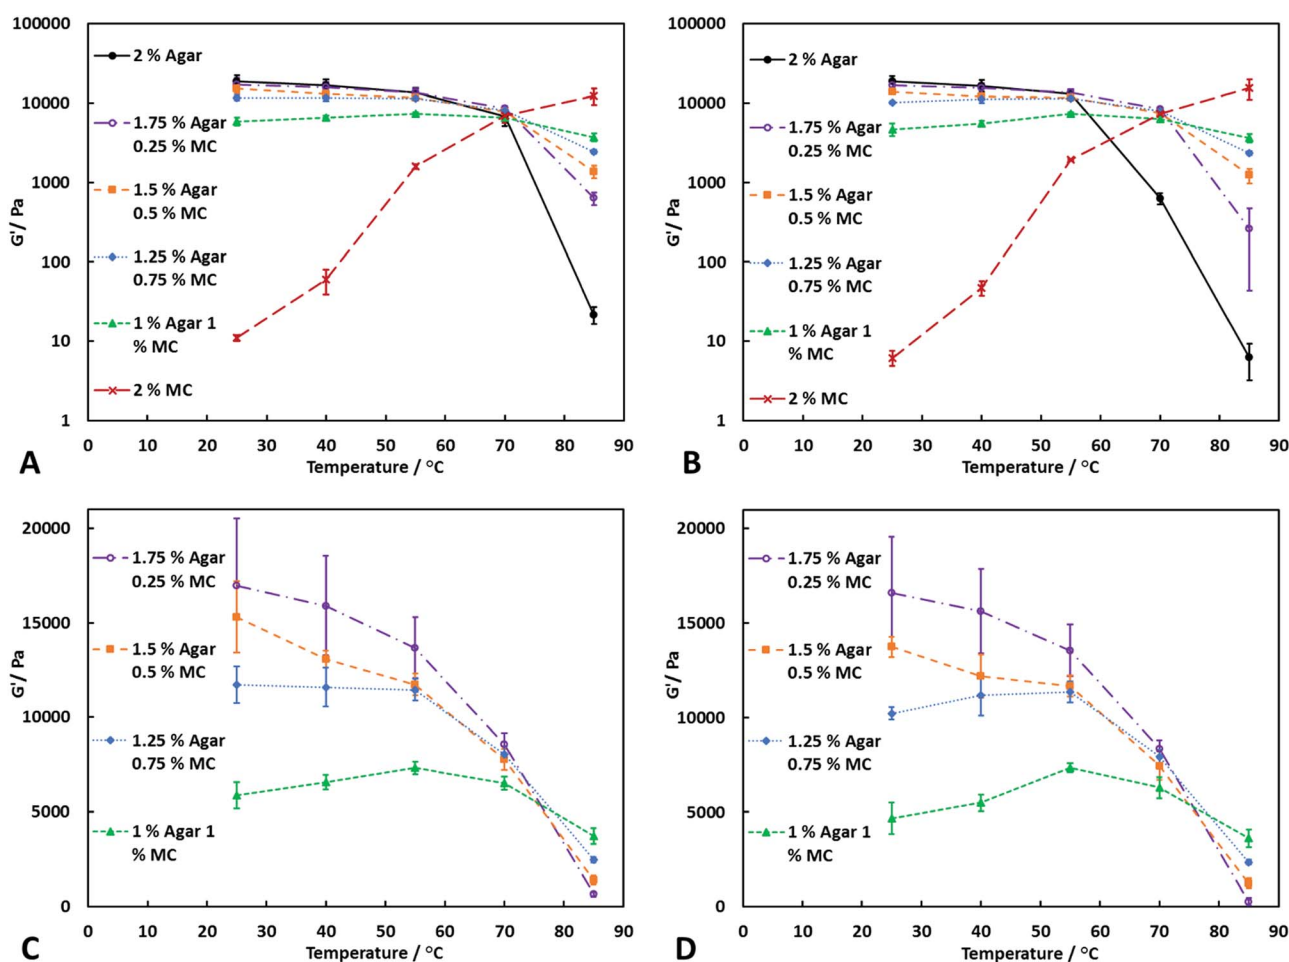 100000
10000
1000
100
10
1
G'/ Pa
2 % Agar
1.75 % Agar
0.25 % MC
1.5 % Agar
0.5 % MC
1.25 % Agar
0.75 % MC
1 % Agar 1
% MC
2 % MC
0 10 20 30 40 50 60 70 80 90
Temperature / °C
A
100000
10000
1000
100
10
1
G'/ Pa
2 % Agar
1.75 % Agar
0.25 % MC
1.5 % Agar
0.5 % MC
1.25 % Agar
0.75 % MC
1 % Agar 1
% MC
2 % MC
0 10 20 30 40 50 60 70 80 90
Temperature / °C
B
20000
15000
10000
5000
0
G'/ Pa
1.75 % Agar
0.25 % MC
1.5 % Agar
0.5 % MC
1.25 % Agar
0.75 % MC
1 % Agar 1
% MC
0 10 20 30 40 50 60 70 80 90
Temperature / °C
C
20000
15000
10000
5000
0
G'/ Pa
1.75 % Agar
0.25 % MC
1.5 % Agar
0.5 % MC
1.25 % Agar
0.75 % MC
1 % Agar 1
% MC
0 10 20 30 40 50 60 70 80 90
Temperature / °C
D